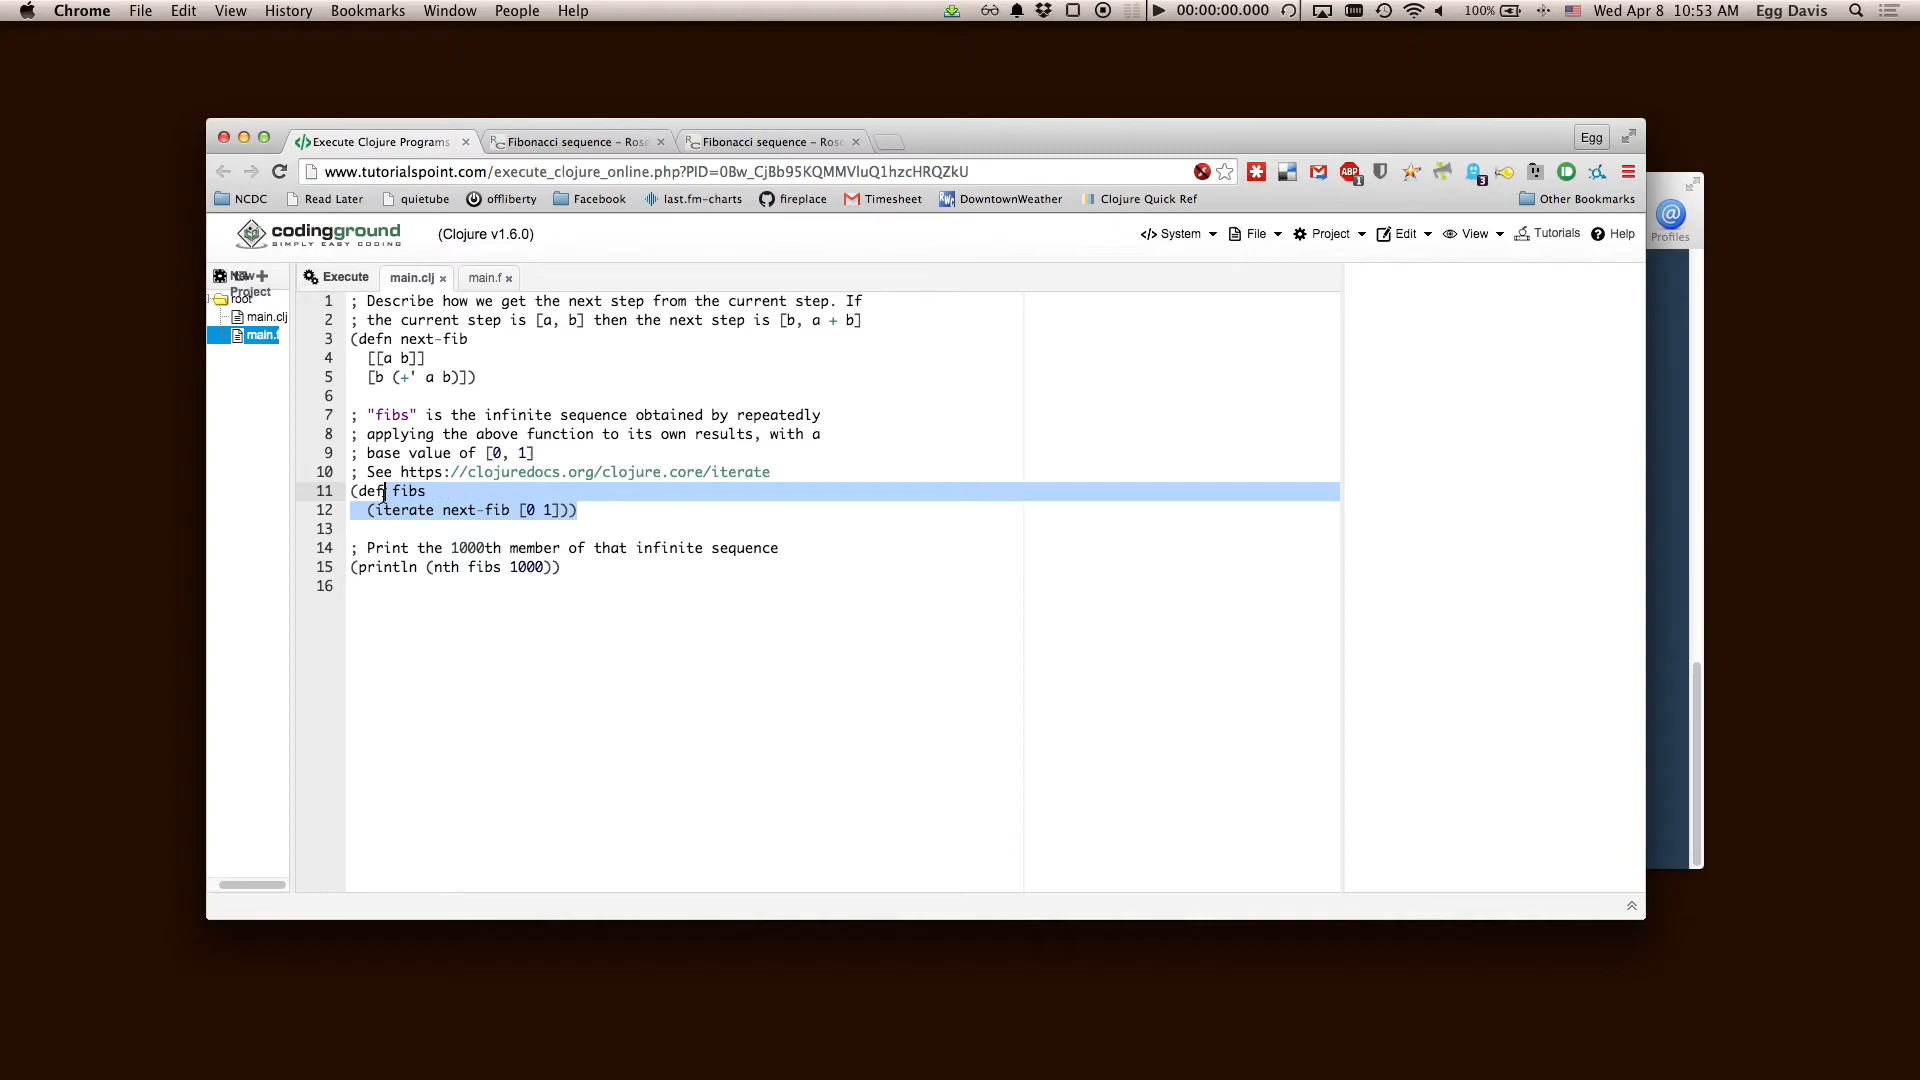 Chrome File Edit View History Bookmarks Window People Help 00:00:00.000 100% Wed Apr 8 10:53 AM Egg Davis
Execute Clojure Programs Fibonacci sequence – Rose Fibonacci sequence – Rose Egg
www.tutorialspoint.com/execute_clojure_online.php?PID=0Bw_CjBb95KQMMVluQ1hzcHRQZkU ABP 1 3
NCDC Read Later quietube offliberty Facebook last.fm-charts fireplace Timesheet DowntownWeather Clojure Quick Ref Other Bookmarks
Profiles
codingground (Clojure v1.6.0) System File Project Edit View Tutorials Help
SIMPLY EASY CODING
New Project
root
main.clj
main.f
Execute main.clj main.f
1 ; Describe how we get the next step from the current step. If
2 ; the current step is [a, b] then the next step is [b, a + b]
3 (defn next-fib
4 [[a b]]
5 [b (+' a b)])
6
7 ; "fibs" is the infinite sequence obtained by repeatedly
8 ; applying the above function to its own results, with a
9 ; base value of [0, 1]
10 ; See https://clojuredocs.org/clojure.core/iterate
11 (def fibs
12 (iterate next-fib [0 1]))
13
14 ; Print the 1000th member of that infinite sequence
15 (println (nth fibs 1000))
16